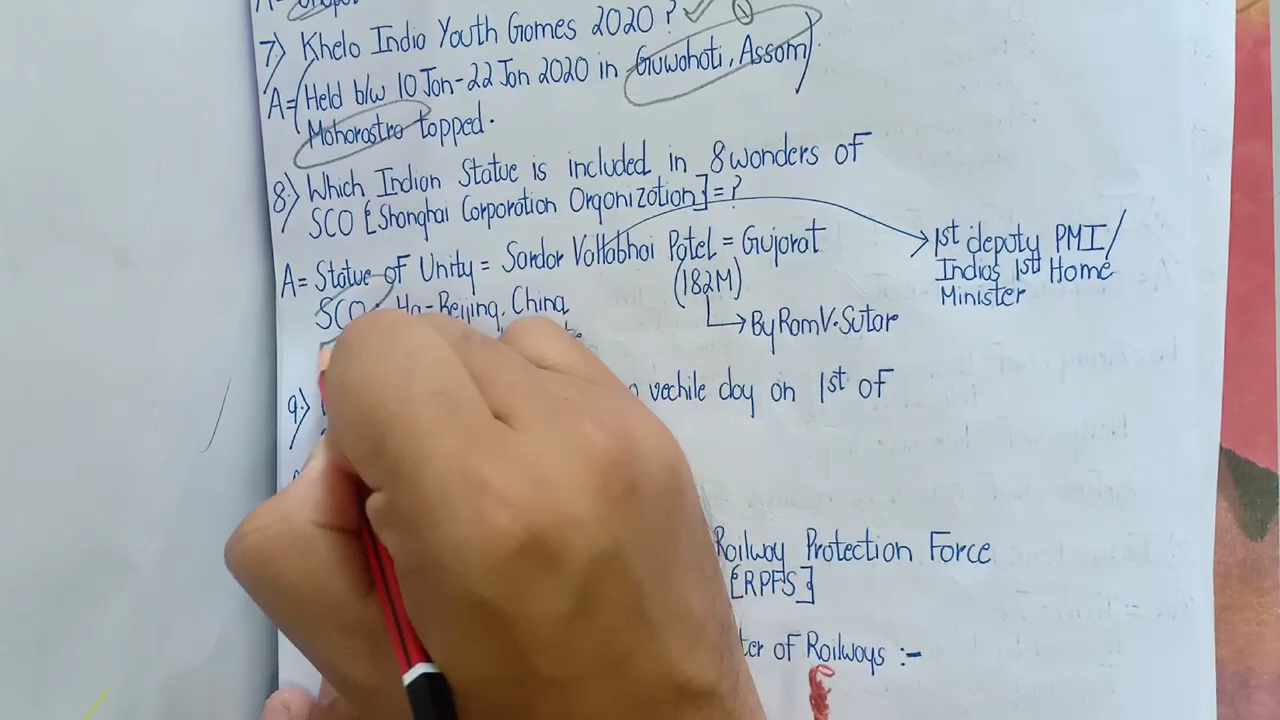 7) Khelo India Youth Games 2020 ?
A= Held b/w 10 Jan-22 Jan 2020 in Guwahati, Assam
Maharastra topped.
8.) Which Indian Statue is included in 8 wonders of
SCO [Shanghai Corporation Organization] = ?
A= Statue of Unity = Sardar Vallabhai Patel = Gujarat
(182M)
By Ram V. Sutar
1st deputy PMI/
Indias 1st Home
Minister
SCO - Hq-Beijing, China
9.)
vechile day on 1st of
Railway Protection Force
[RPFS]
of Railways :-